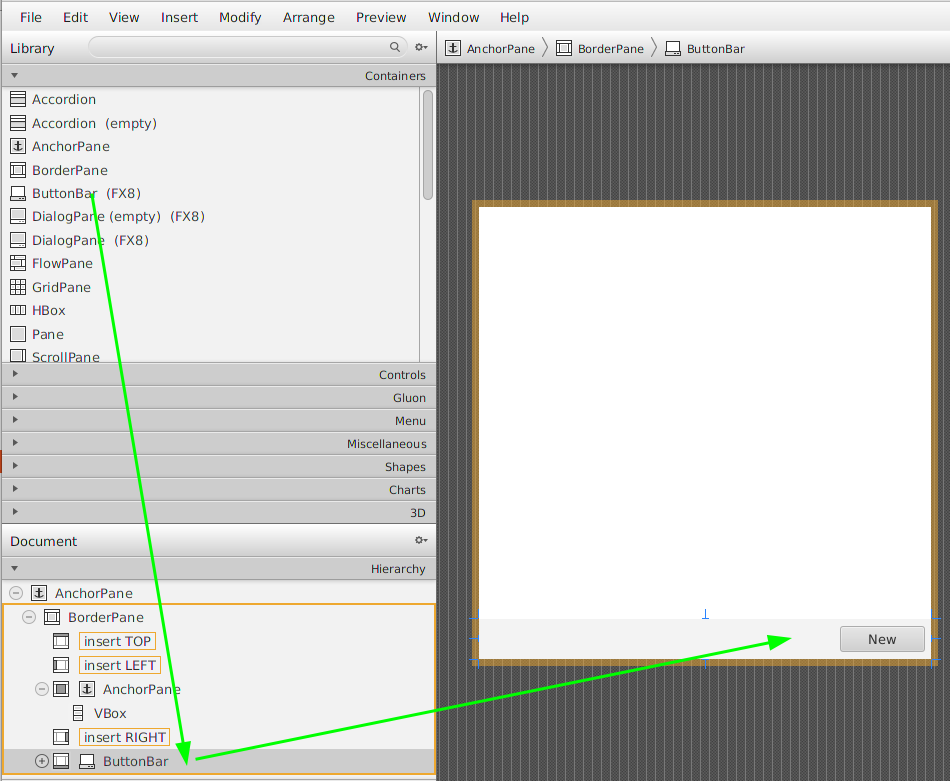 File Edit View Insert Modify Arrange Preview Window Help
Library
AnchorPane BorderPane ButtonBar
Containers
Accordion
Accordion (empty)
AnchorPane
BorderPane
ButtonBar (FX8)
DialogPane (empty) (FX8)
DialogPane (FX8)
FlowPane
GridPane
HBox
Pane
ScrollPane
Controls
Gluon
Menu
Miscellaneous
Shapes
Charts
3D
Document
Hierarchy
AnchorPane
BorderPane
insert TOP
insert LEFT
AnchorPane
VBox
insert RIGHT
ButtonBar
New